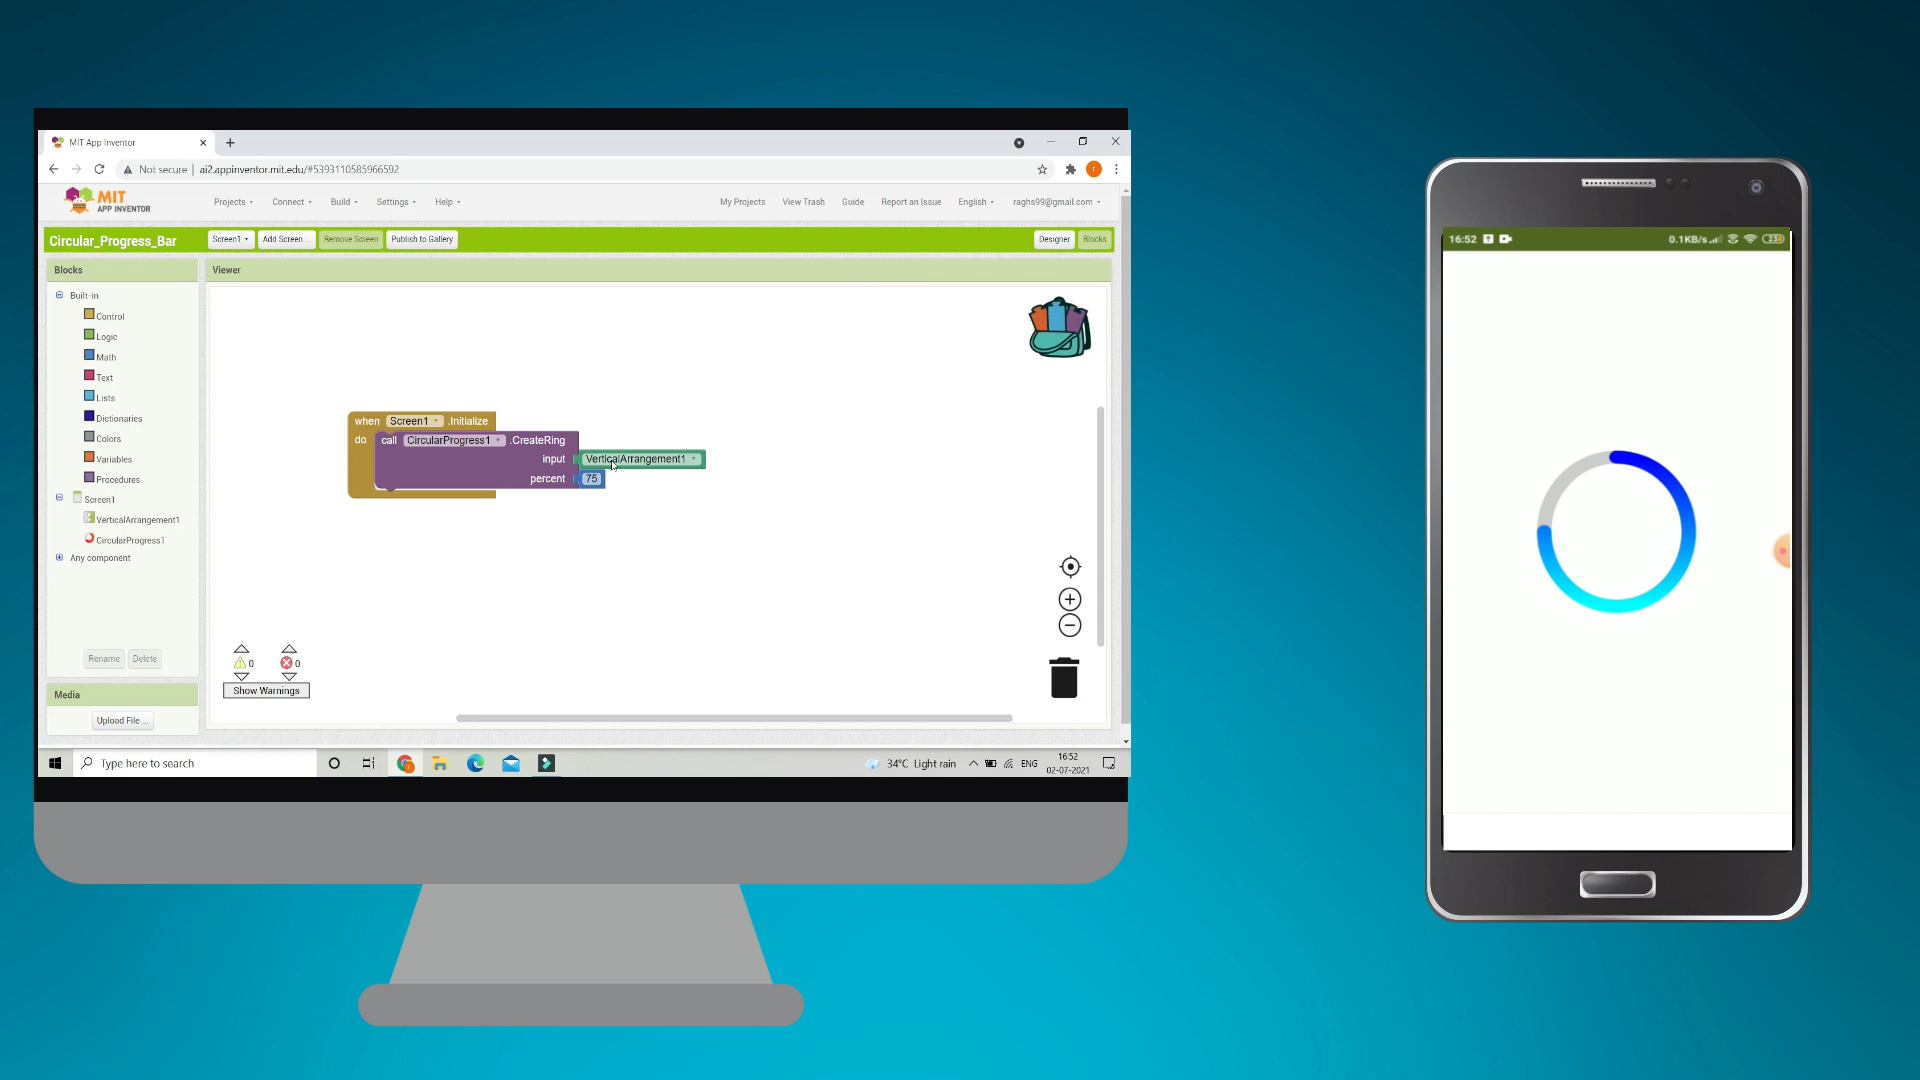 MIT App Inventor
Not secure | ai2.appinventor.mit.edu/#5393110585966592
MIT
APP INVENTOR
Projects Connect Build Settings Help My Projects View Trash Guide Report an Issue English raghs99@gmail.com
Circular_Progress_Bar Screen1 Add Screen ... Remove Screen Publish to Gallery Designer Blocks
Blocks
Viewer
Built-in
Control
Logic
Math
Text
Lists
Dictionaries
Colors
Variables
Procedures
Screen1
VerticalArrangement1
CircularProgress1
Any component
Rename Delete
Media
Upload File ...
when Screen1 .Initialize
do call CircularProgress1 .CreateRing
input VerticalArrangement1
percent 75
0 0
Show Warnings
Type here to search
34°C Light rain
ENG
16:52
02-07-2021
16:52
0.1KB/s
23